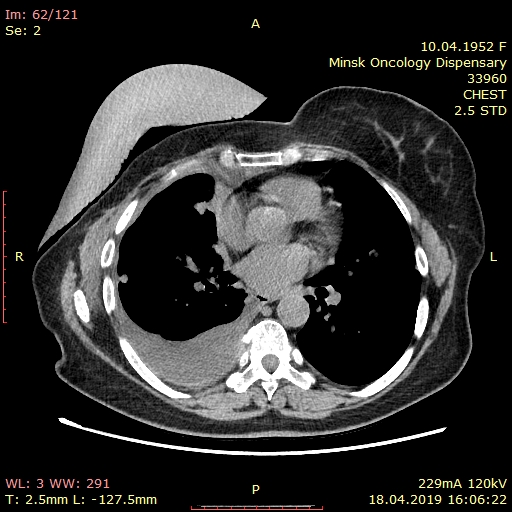 Im: 62/121
Se: 2
A
10.04.1952 F
Minsk Oncology Dispensary
33960
CHEST
2.5 STD
R
L
WL: 3 WW: 291
T: 2.5mm L: -127.5mm
P
229mA 120kV
18.04.2019 16:06:22